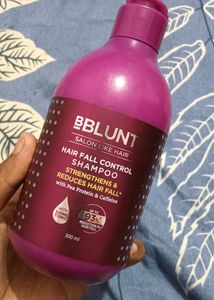 BBLUNT
SALON LIKE HAIR
HAIR FALL CONTROL
SHAMPOO
STRENGTHENS &
REDUCES HAIR FALL*
with Pea Protein & Caffeine
300 ml